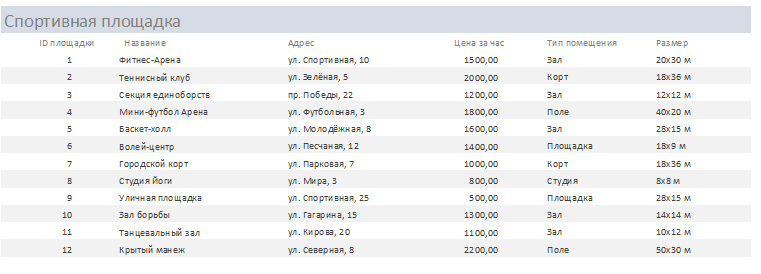 Спортивная площадка
ID площадки Название Адрес Цена за час Тип помещения Размер
1 Фитнес-Арена ул. Спортивная, 10 1500,00 Зал 20x30 м
2 Теннисный клуб ул. Зелёная, 5 2000,00 Корт 18x36 м
3 Секция единоборств пр. Победы, 22 1200,00 Зал 12x12 м
4 Мини-футбол Арена ул. Футбольная, 3 1800,00 Поле 40x20 м
5 Баскет-холл ул. Молодёжная, 8 1600,00 Зал 28x15 м
6 Волей-центр ул. Песчаная, 12 1400,00 Площадка 18x9 м
7 Городской корт ул. Парковая, 7 1000,00 Корт 18x36 м
8 Студия йоги ул. Мира, 3 800,00 Студия 8x8 м
9 Уличная площадка ул. Спортивная, 25 500,00 Площадка 28x15 м
10 Зал борьбы ул. Гагарина, 15 1300,00 Зал 14x14 м
11 Танцевальный зал ул. Кирова, 20 1100,00 Зал 10x12 м
12 Крытый манеж ул. Северная, 8 2200,00 Поле 50x30 м